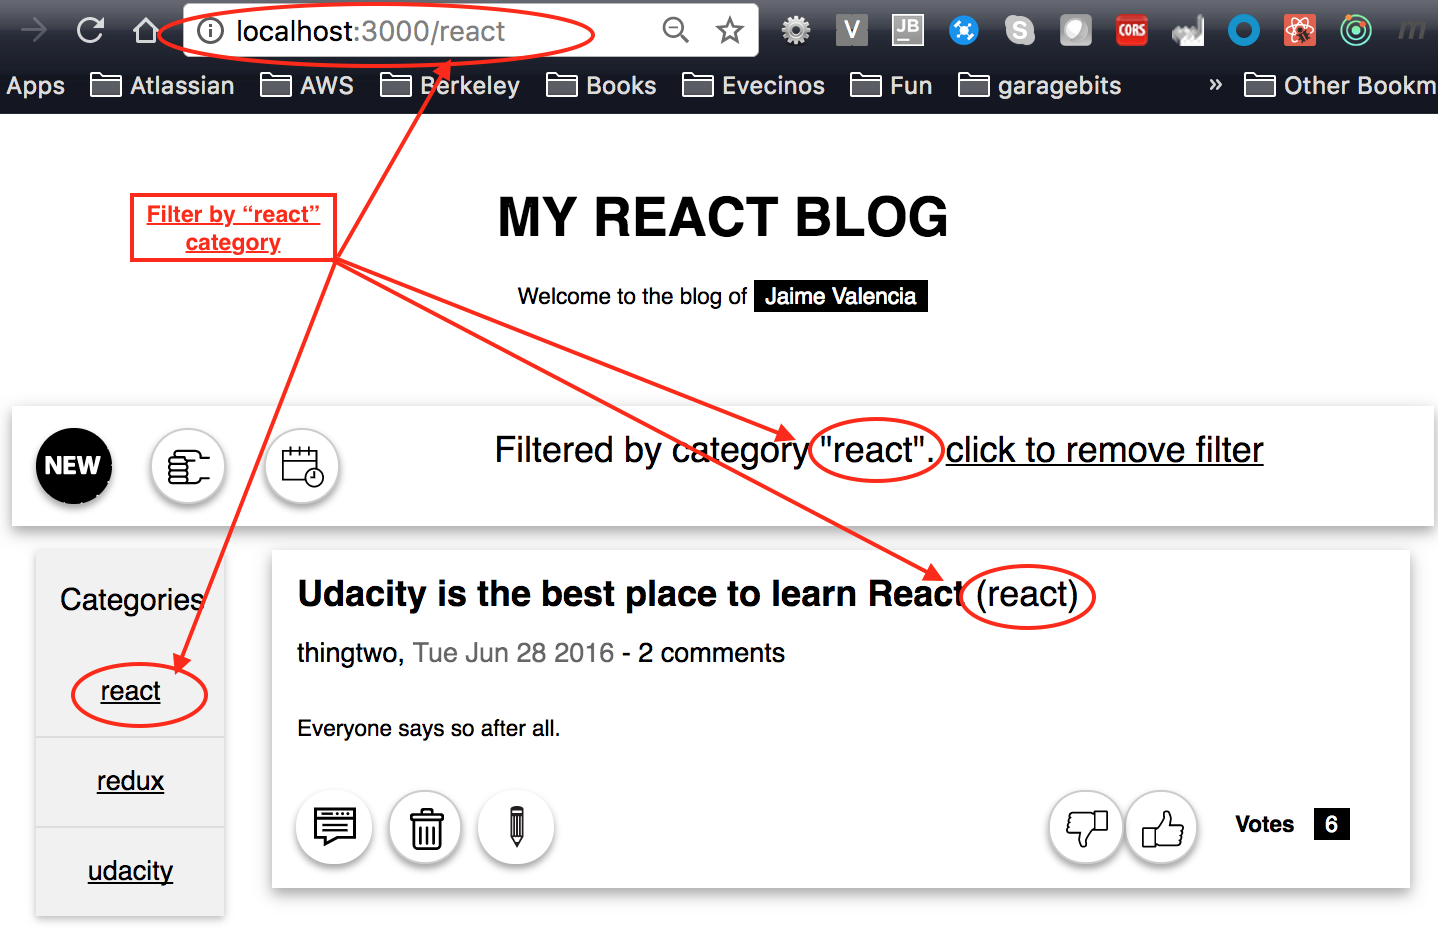 localhost:3000/react
V
JB
S
CORS
m
Apps
Atlassian
AWS
Berkeley
Books
Evecinos
Fun
garagebits
»
Other Bookm
Filter by “react”
category
MY REACT BLOG
Welcome to the blog of Jaime Valencia
NEW
Filtered by category "react". click to remove filter
Categories
react
redux
udacity
Udacity is the best place to learn React (react)
thingtwo, Tue Jun 28 2016 - 2 comments
Everyone says so after all.
Votes 6